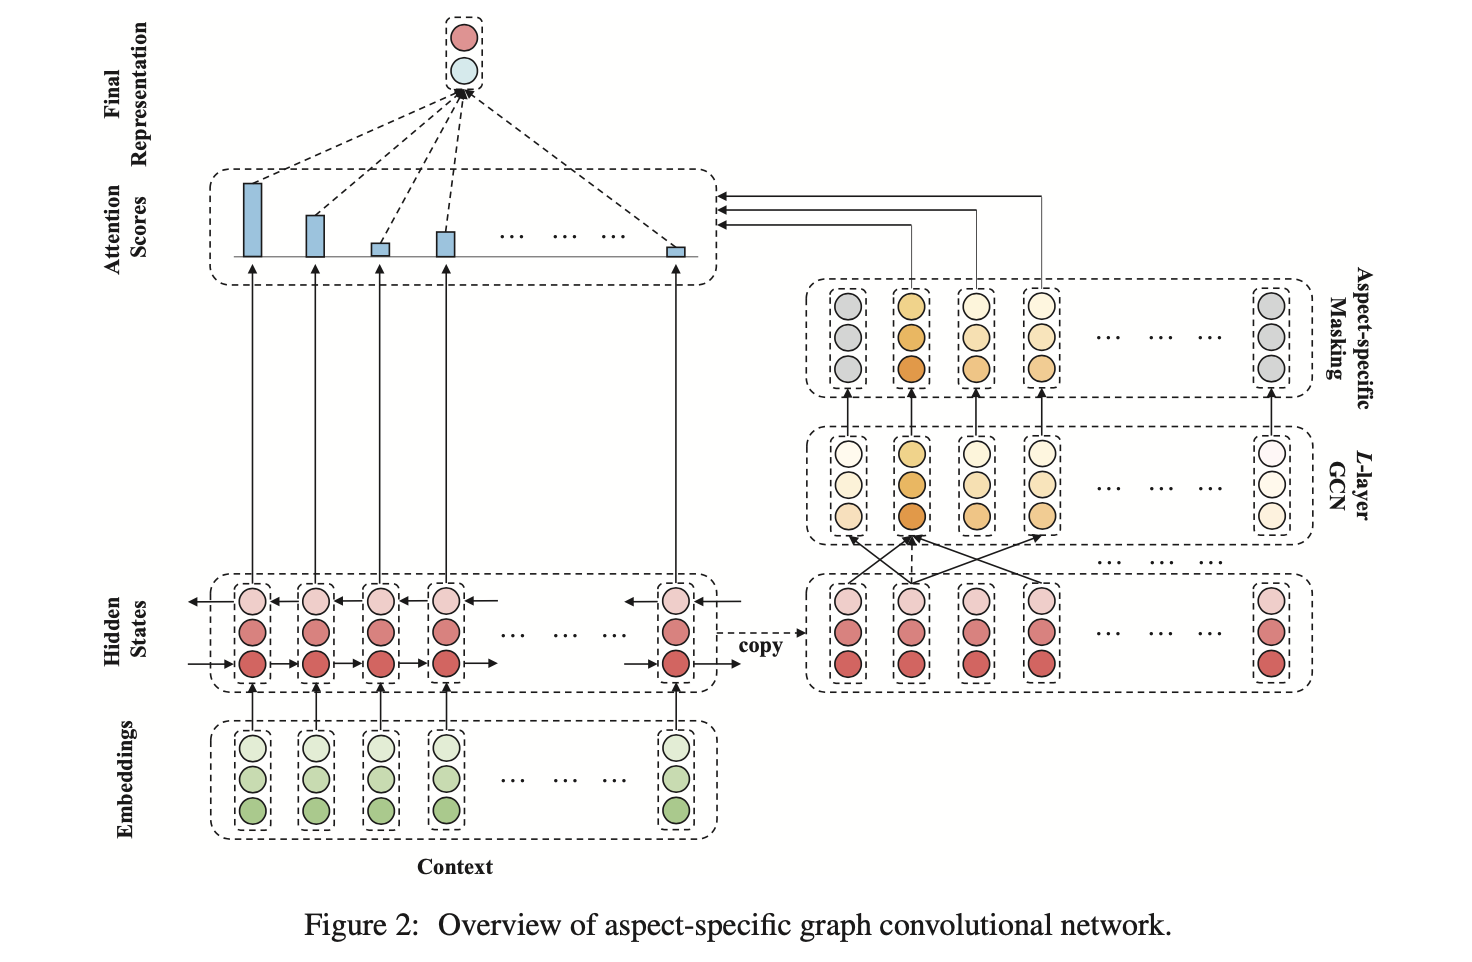 Final
Representation
Attention
Scores
... ... ...
Aspect-specific
Masking
... ... ...
L-layer
GCN
... ... ...
... ... ...
Hidden
States
... ... ...
copy
... ... ...
Embeddings
... ... ...
Context
Figure 2: Overview of aspect-specific graph convolutional network.